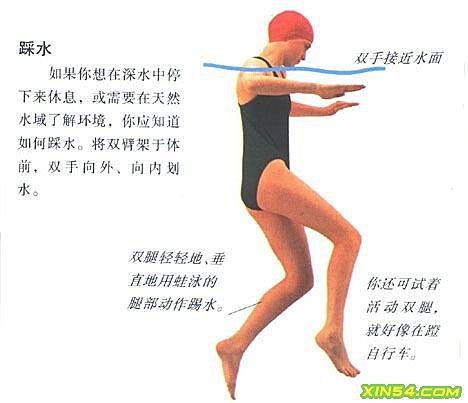 踩水
如果你想在深水中停
下来休息，或需要在天然
水域了解环境，你应知道
如何踩水。将双臂架于体
前，双手向外、向内划
水。
双手接近水面
双腿轻轻地、垂
直地用蛙泳的
腿部动作踢水。
你还可试着
活动双腿，
就好像在蹬
自行车。
XIN54.COM